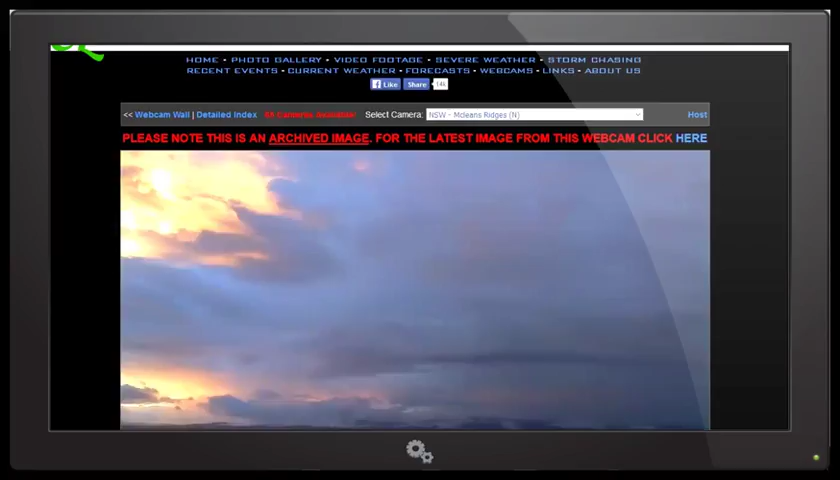 HOME - PHOTO GALLERY - VIDEO FOOTAGE - SEVERE WEATHER - STORM CHASING
RECENT EVENTS - CURRENT WEATHER - FORECASTS - WEBCAMS - LINKS - ABOUT US
Like Share 14k
<< Webcam Wall | Detailed Index Cameras Available! Select Camera: NSW - Mcleans Ridges (N) Host
PLEASE NOTE THIS IS AN ARCHIVED IMAGE. FOR THE LATEST IMAGE FROM THIS WEBCAM CLICK HERE